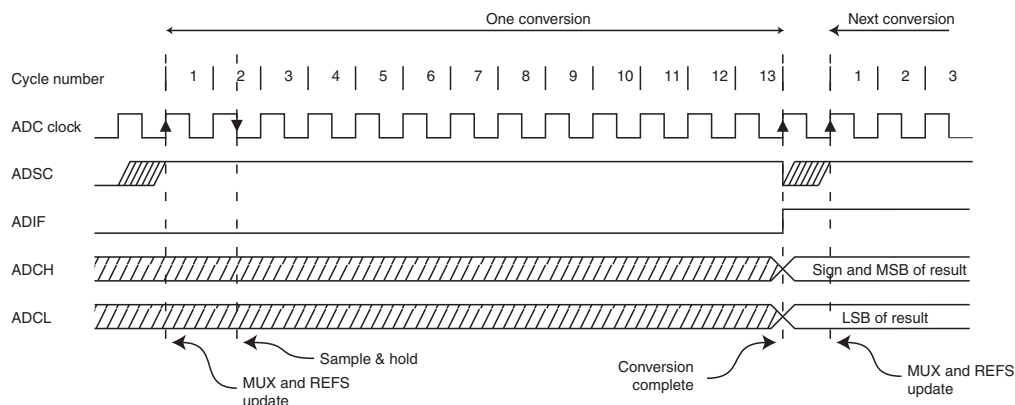 One conversion
Next conversion
Cycle number 1 2 3 4 5 6 7 8 9 10 11 12 13 1 2 3
ADC clock
ADSC
ADIF
ADCH Sign and MSB of result
ADCL LSB of result
Sample & hold
MUX and REFS
update
Conversion
complete
MUX and REFS
update